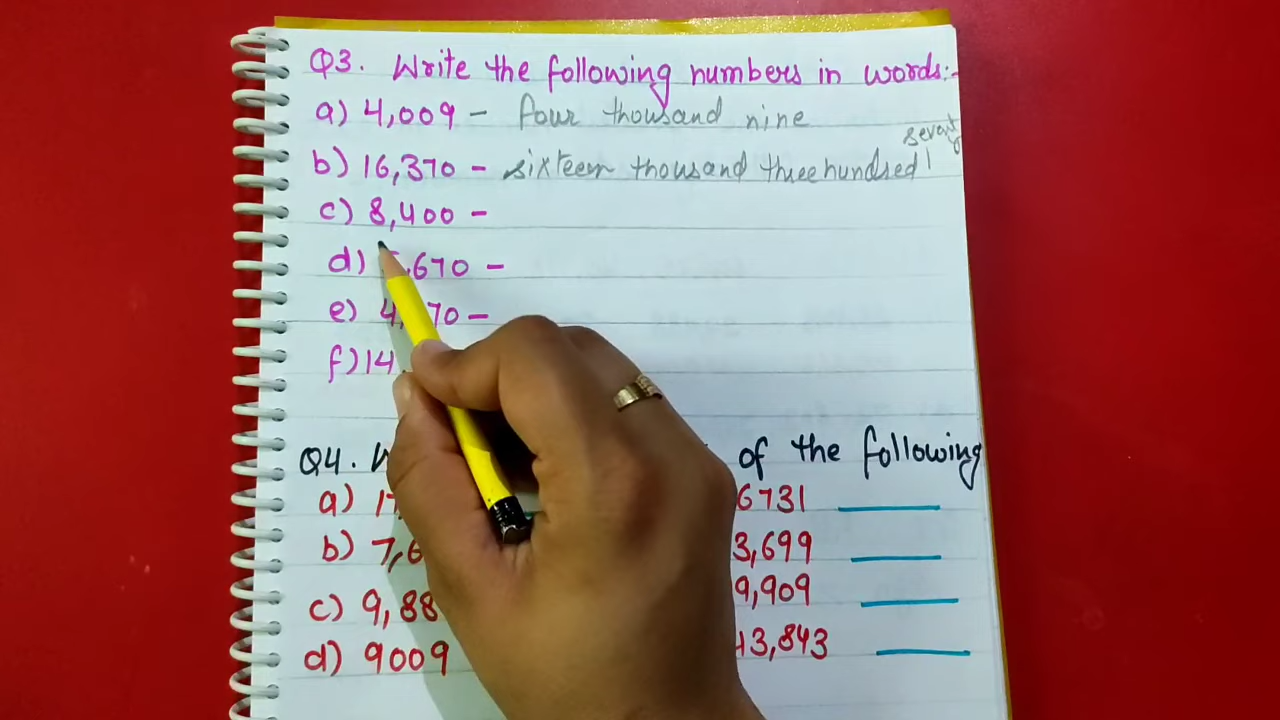 Q3. Write the following numbers in words:-
a) 4,009 - four thousand nine
seventy
b) 16,370 - sixteen thousand three hundred
c) 8,400 -
d) ,670 -
e) 4, 70 -
f) 14
Q4. of the following
a) 17 6731
b) 7,6 3,699
c) 9,88 9,909
d) 9009 13,843